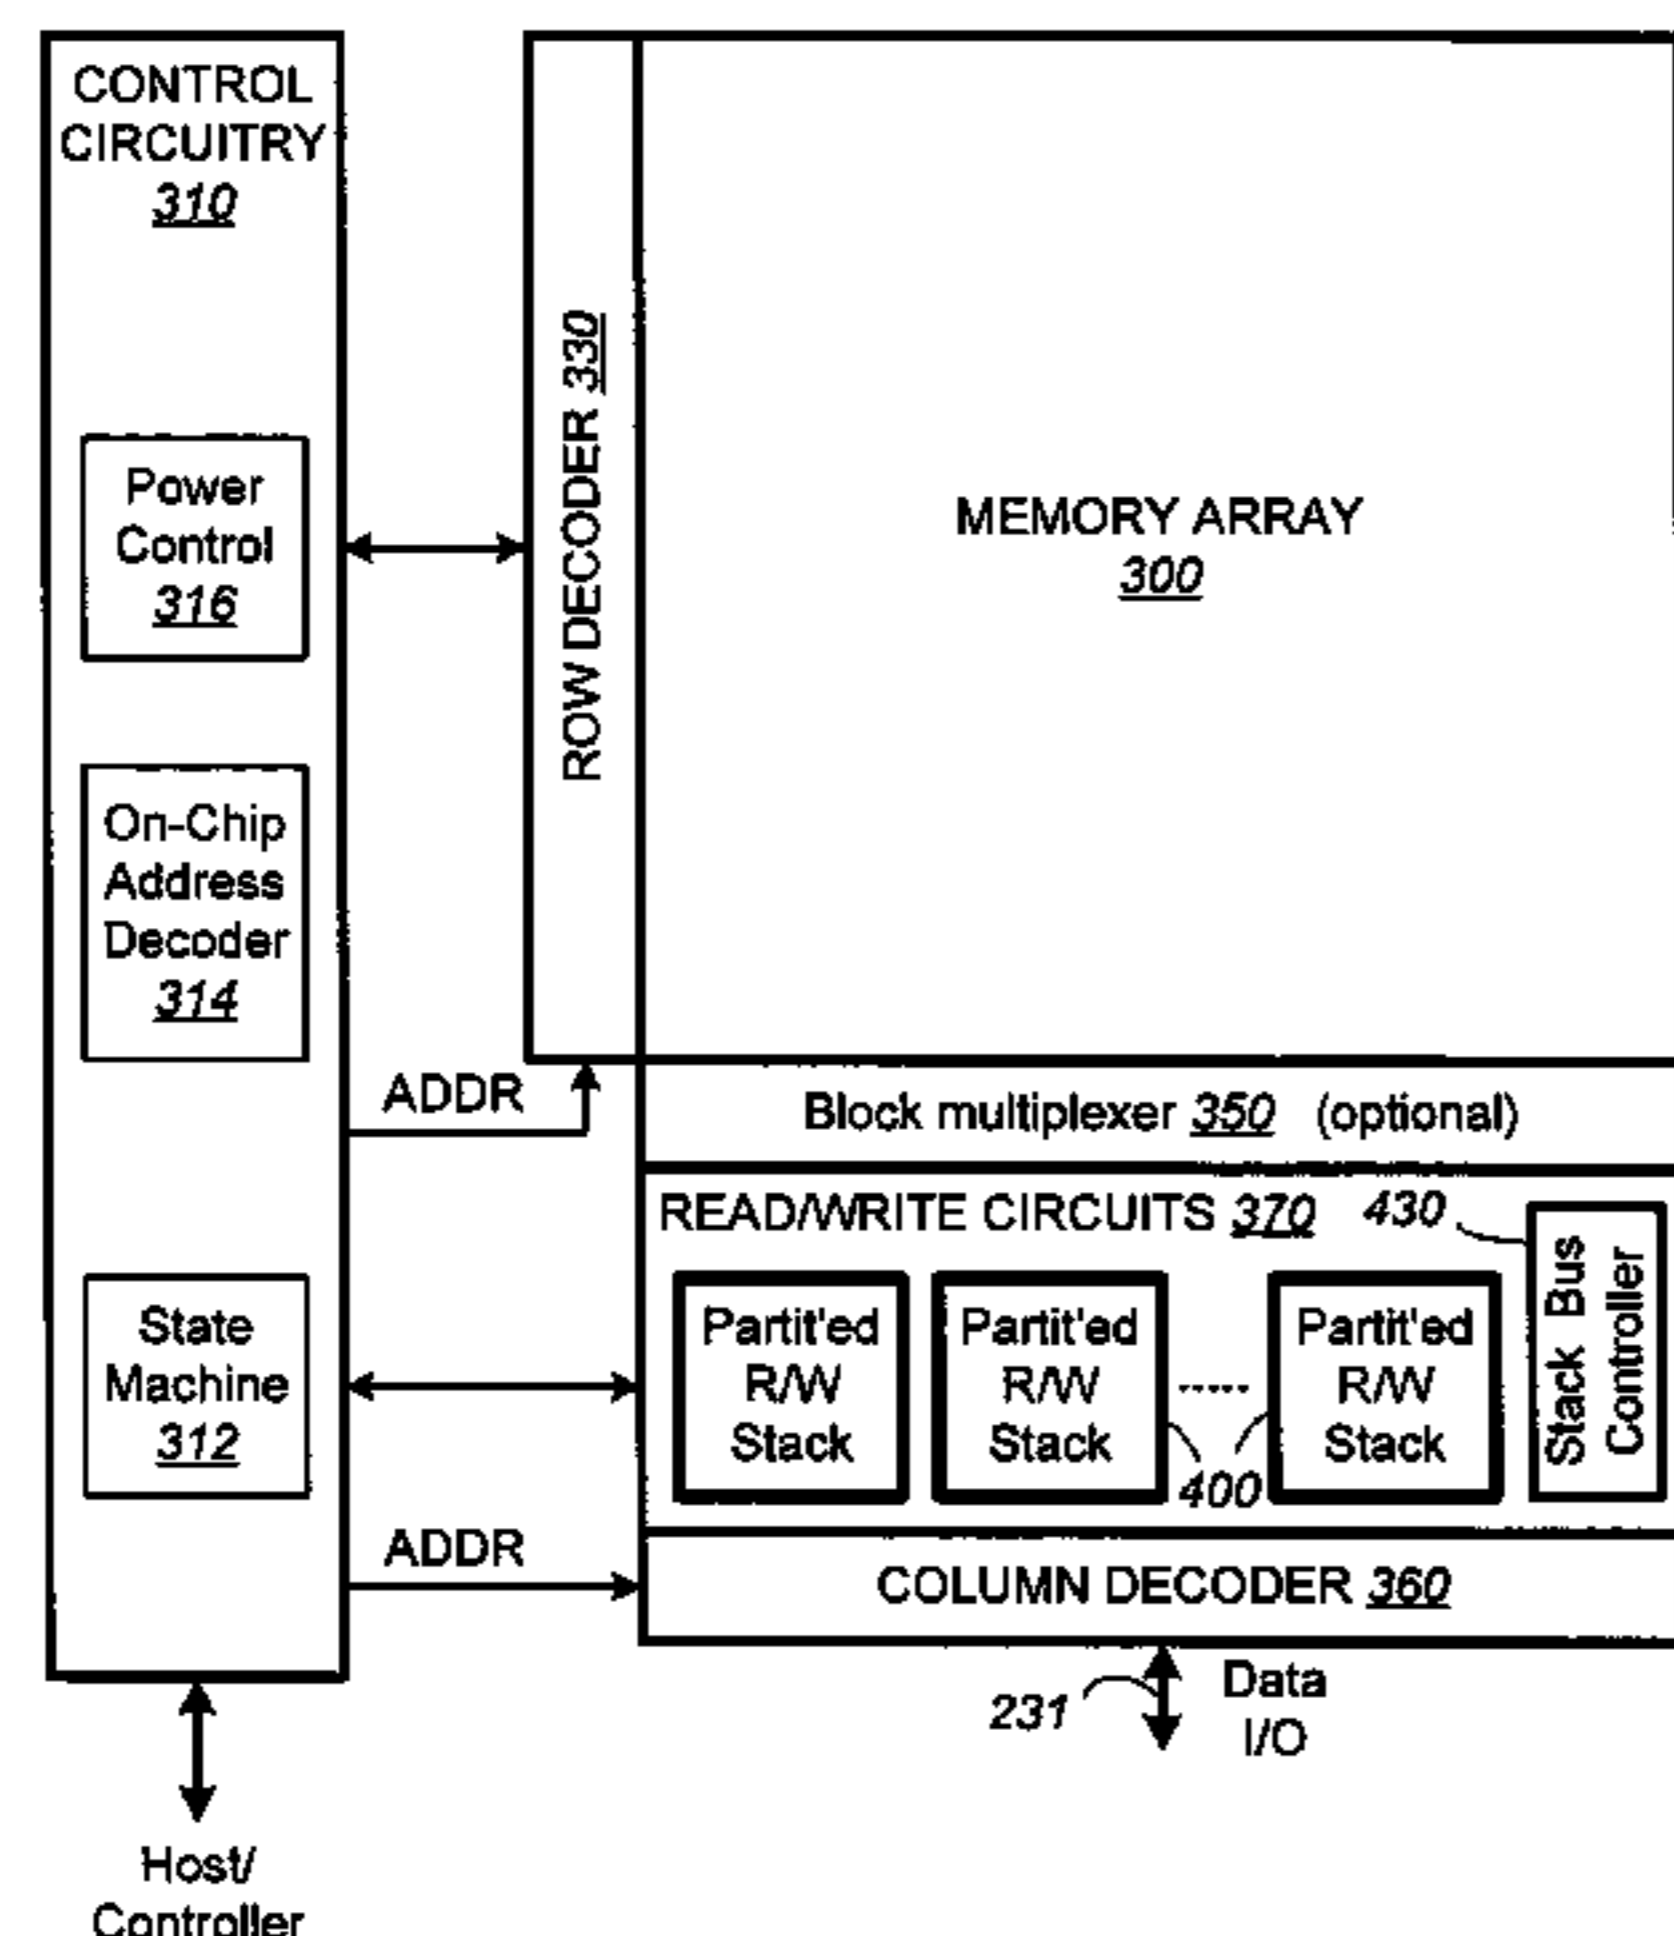 CONTROL
CIRCUITRY
310
Power
Control
316
On-Chip
Address
Decoder
314
State
Machine
312
Host/
Controller
ADDR
ADDR
ROW DECODER 330
MEMORY ARRAY
300
Block multiplexer 350 (optional)
READ/WRITE CIRCUITS 370
430
Partit'ed
R/W
Stack
Partit'ed
R/W
Stack
.....
400
Partit'ed
R/W
Stack
Stack Bus
Controller
COLUMN DECODER 360
231
Data
I/O